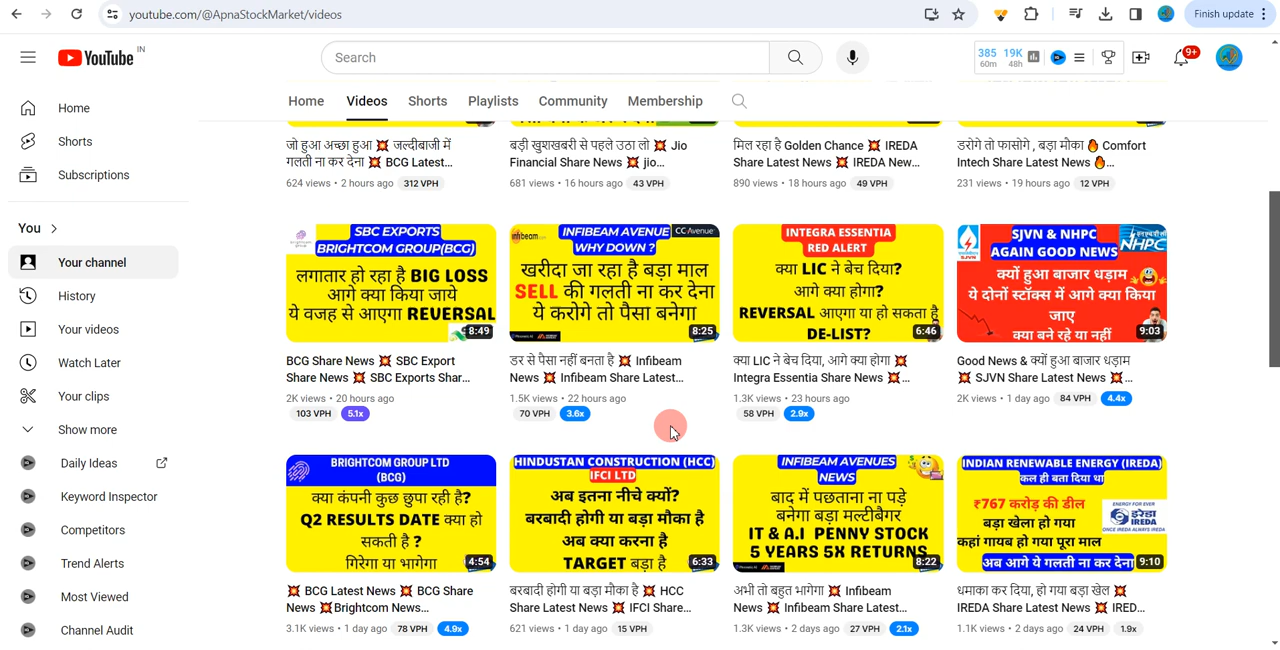 youtube.com/@ApnaStockMarket/videos
Finish update
YouTube IN
Search
385 19K
60m 48h
9+
Home Videos Shorts Playlists Community Membership
Home
Shorts
Subscriptions
You
Your channel
History
Your videos
Watch Later
Your clips
Show more
Daily Ideas
Keyword Inspector
Competitors
Trend Alerts
Most Viewed
Channel Audit
जो हुआ अच्छा हुआ 💥 जल्दीबाजी में
गलती ना कर देना 💥 BCG Latest...
624 views • 2 hours ago 312 VPH
बड़ी खुशखबरी से पहले उठा लो 💥 Jio
Financial Share News 💥 jio...
681 views • 16 hours ago 43 VPH
मिल रहा है Golden Chance 💥 IREDA
Share Latest News 💥 IREDA New...
890 views • 18 hours ago 49 VPH
डरोगे तो फासोगे , बड़ा मौका 🔥 Comfort
Intech Share Latest News 🔥...
231 views • 19 hours ago 12 VPH
SBC EXPORTS
BRIGHTCOM GROUP(BCG)
लगातार हो रहा है BIG LOSS
आगे क्या किया जाये
ये वजह से आएगा REVERSAL
8:49
BCG Share News 💥 SBC Export
Share News 💥 SBC Exports Shar...
2K views • 20 hours ago
103 VPH 5.1x
infibeam
INFIBEAM AVENUE
WHY DOWN ?
CCAvenue
खरीदा जा रहा है बड़ा माल
SELL की गलती ना कर देना
ये करोगे तो पैसा बनेगा
8:25
डर से पैसा नहीं बनता है 💥 Infibeam
News 💥 Infibeam Share Latest...
1.5K views • 22 hours ago
70 VPH 3.6x
INTEGRA ESSENTIA
RED ALERT
क्या LIC ने बेच दिया?
आगे क्या होगा?
REVERSAL आएगा या हो सकता है
DE-LIST?
6:46
क्या LIC ने बेच दिया, आगे क्या होगा 💥
Integra Essentia Share News 💥...
1.3K views • 23 hours ago
58 VPH 2.9x
SJVN
SJVN & NHPC
AGAIN GOOD NEWS
NHPC
क्यों हुआ बाजार धड़ाम
ये दोनों स्टॉक्स में आगे क्या किया
जाए
क्या बने रहे या नहीं
9:03
Good News & क्यों हुआ बाजार धड़ाम
💥 SJVN Share Latest News 💥...
2K views • 1 day ago 84 VPH 4.4x
BRIGHTCOM GROUP LTD
(BCG)
क्या कंपनी कुछ छुपा रही है?
Q2 RESULTS DATE क्या हो
सकती है ?
गिरेगा या भागेगा
4:54
💥 BCG Latest News 💥 BCG Share
News 💥Brightcom News...
3.1K views • 1 day ago 78 VPH 4.9x
HINDUSTAN CONSTRUCTION (HCC)
IFCI LTD
अब इतना नीचे क्यों?
बरबादी होगी या बड़ा मौका है
अब क्या करना है
TARGET बड़ा है
6:33
बरबादी होगी या बड़ा मौका है 💥 HCC
Share Latest News 💥 IFCI Share...
621 views • 1 day ago 15 VPH
INFIBEAM AVENUES
NEWS
बाद में पछताना ना पड़े
बनेगा बड़ा मल्टीबैगर
IT & A.I PENNY STOCK
5 YEARS 5X RETURNS
8:22
अभी तो बहुत भागेगा 💥 Infibeam
News 💥 Infibeam Share Latest...
1.3K views • 2 days ago 27 VPH 2.1x
INDIAN RENEWABLE ENERGY (IREDA)
कल ही बता दिया था
₹767 करोड़ की डील
बड़ा खेला हो गया
कहां गायब हो गया पूरा माल
अब आगे ये गलती ना कर देना
ENERGY FOR EVER
इरेडा
IREDA
ONCE IREDA ALWAYS IREDA
9:10
धमाका कर दिया, हो गया बड़ा खेल 💥
IREDA Share Latest News 💥 IRED...
1.1K views • 2 days ago 24 VPH 1.9x